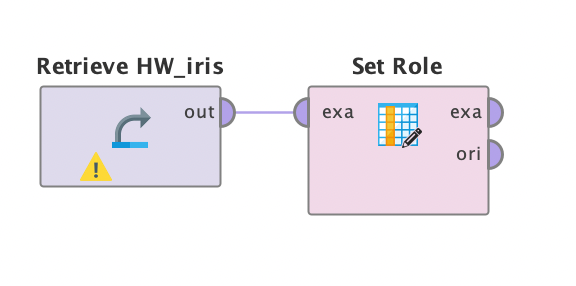 Retrieve HW_iris
Set Role
out
exa
exa
ori